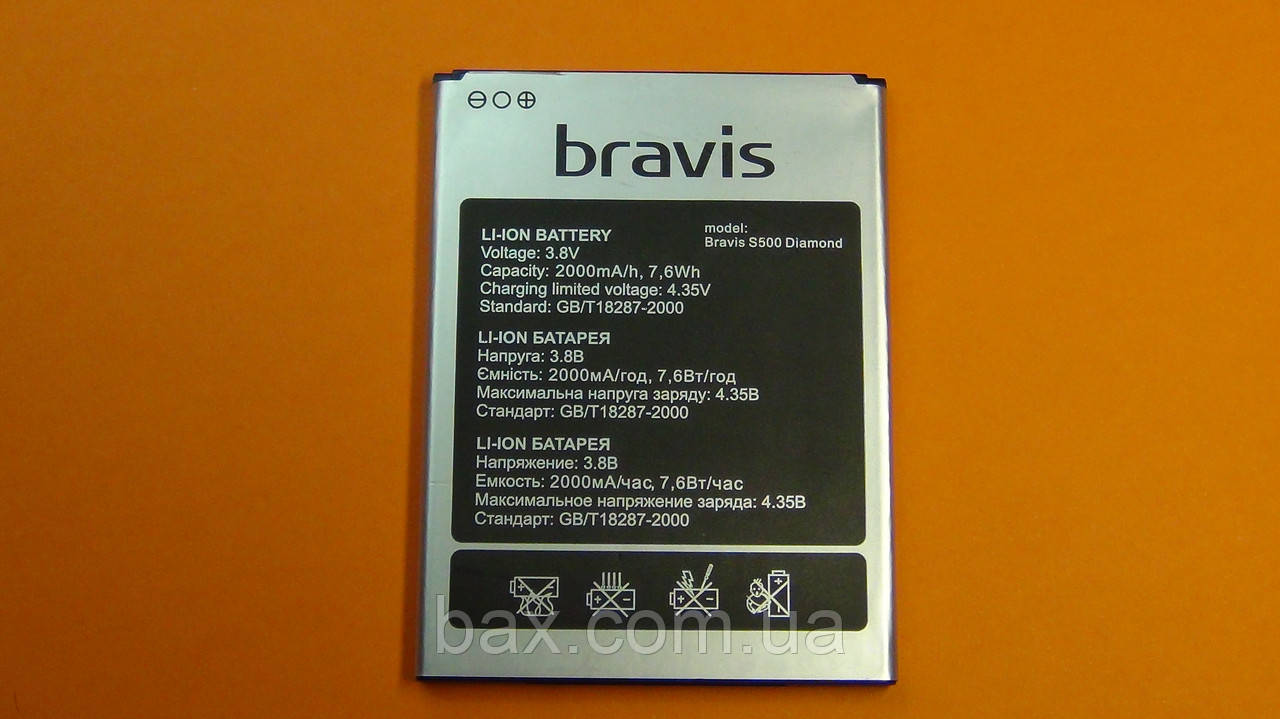 bravis
LI-ION BATTERY
model:
Bravis S500 Diamond
Voltage: 3.8V
Capacity: 2000mA/h, 7,6Wh
Charging limited voltage: 4.35V
Standard: GB/T18287-2000
LI-ION БАТАРЕЯ
Напруга: 3.8В
Ємність: 2000мА/год, 7,6Вт/год
Максимальна напруга заряду: 4.35В
Стандарт: GB/T18287-2000
LI-ION БАТАРЕЯ
Напряжение: 3.8В
Емкость: 2000мА/час, 7,6Вт/час
Максимальное напряжение заряда: 4.35В
Стандарт: GB/T18287-2000
bax.com.ua